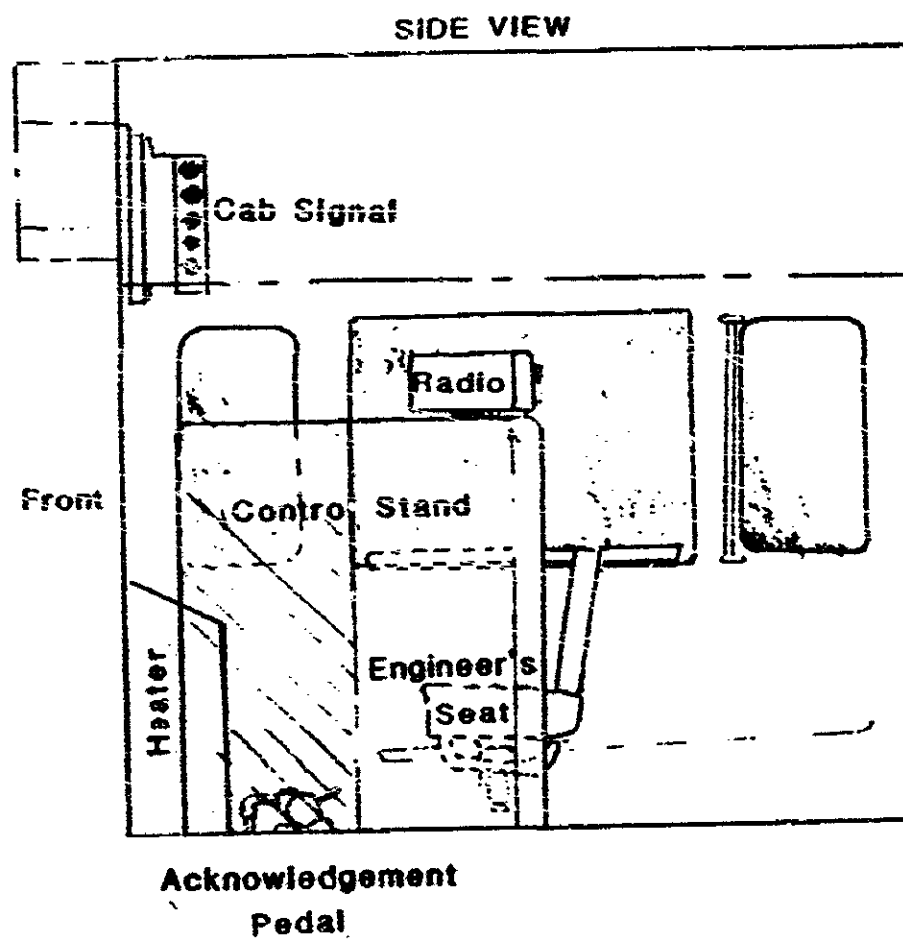 SIDE VIEW
Cab Signal
Radio
Front
Control Stand
Engineer's
Seat
Heater
Acknowledgement
Pedal